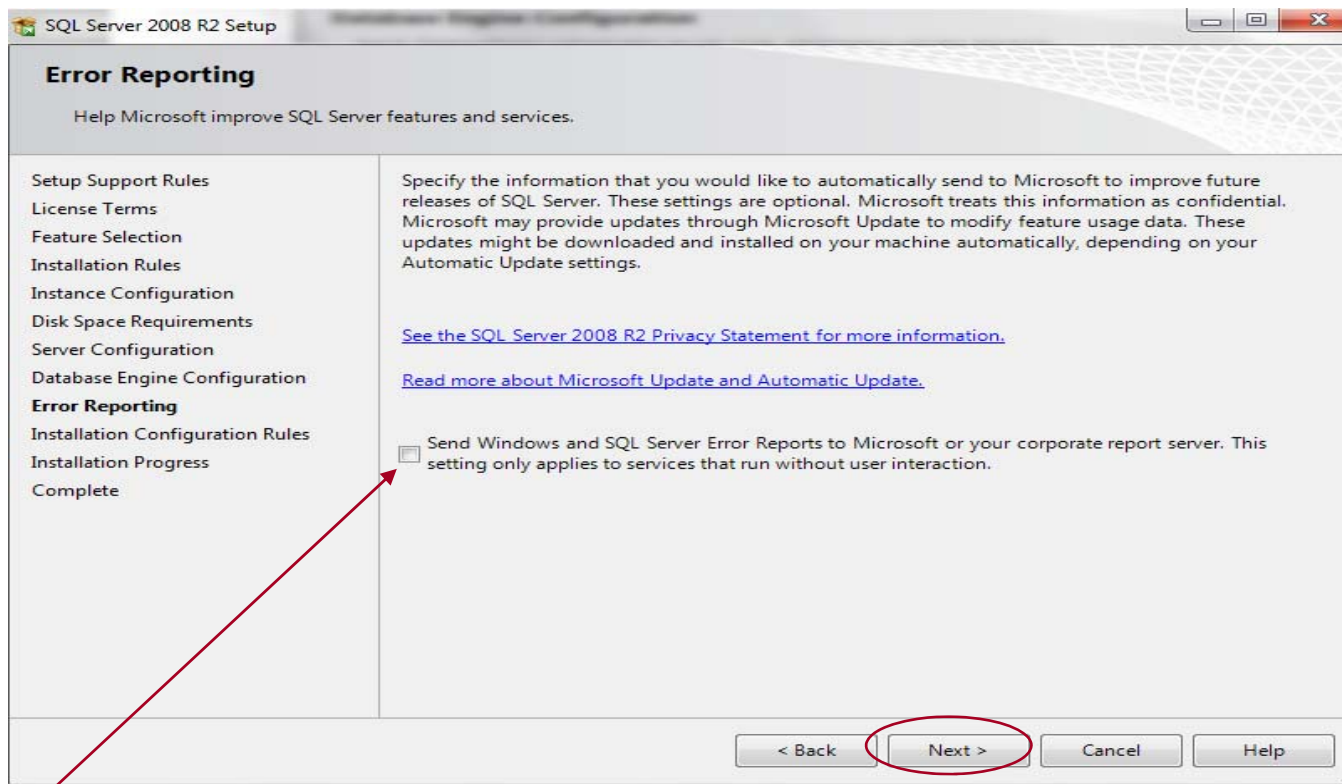 SQL Server 2008 R2 Setup
Database Engine Configuration
Error Reporting
Help Microsoft improve SQL Server features and services.
Setup Support Rules
License Terms
Feature Selection
Installation Rules
Instance Configuration
Disk Space Requirements
Server Configuration
Database Engine Configuration
Error Reporting
Installation Configuration Rules
Installation Progress
Complete
Specify the information that you would like to automatically send to Microsoft to improve future
releases of SQL Server. These settings are optional. Microsoft treats this information as confidential.
Microsoft may provide updates through Microsoft Update to modify feature usage data. These
updates might be downloaded and installed on your machine automatically, depending on your
Automatic Update settings.
See the SQL Server 2008 R2 Privacy Statement for more information.
Read more about Microsoft Update and Automatic Update.
Send Windows and SQL Server Error Reports to Microsoft or your corporate report server. This
setting only applies to services that run without user interaction.
< Back Next > Cancel Help